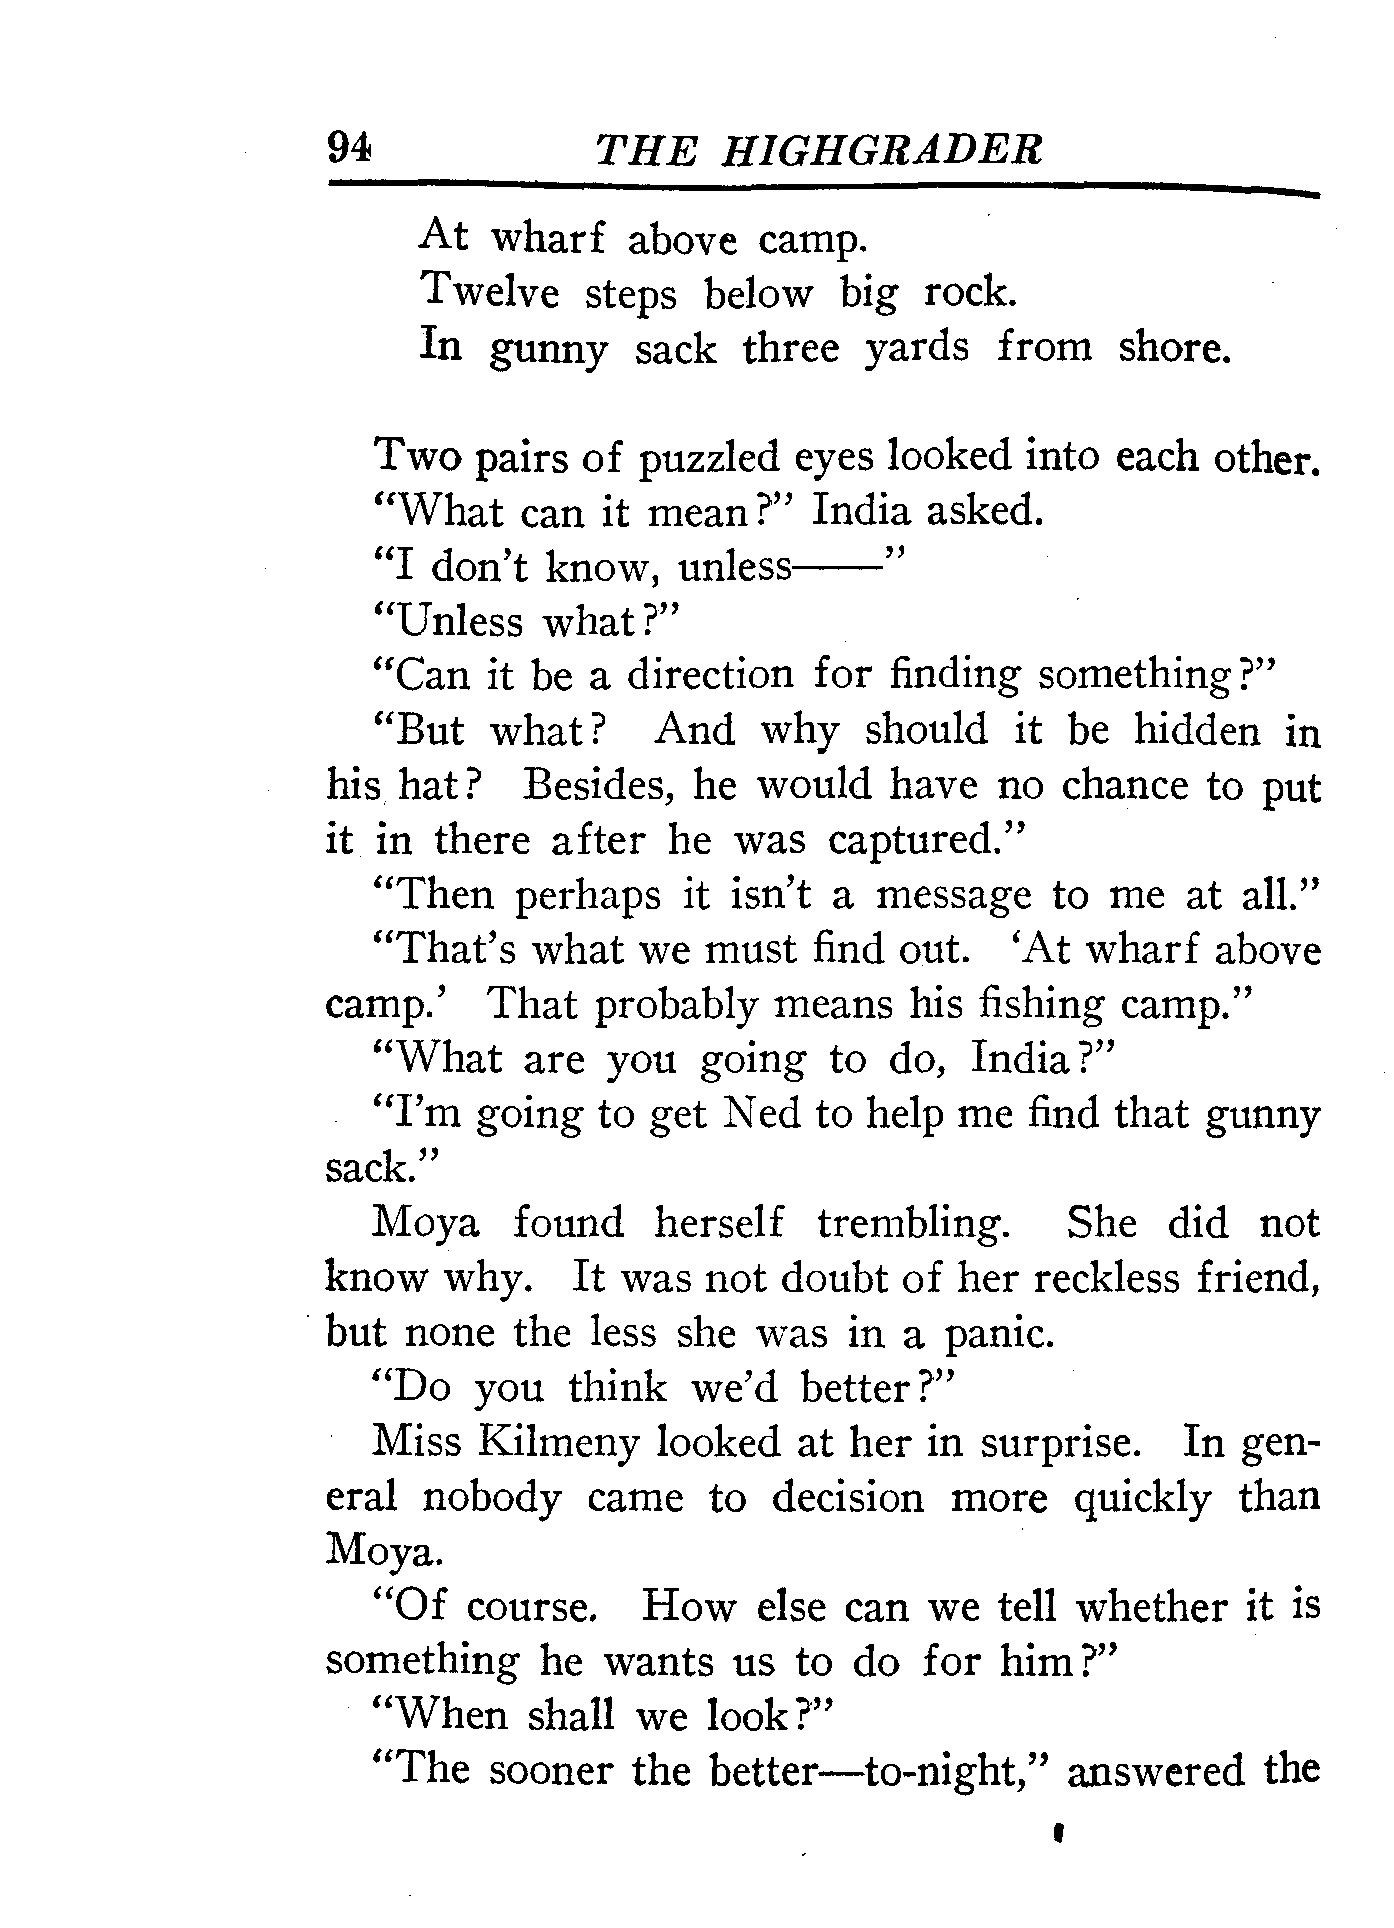 94 THE HIGHGRADER
At wharf above camp.
Twelve steps below big rock.
In gunny sack three yards from shore.
Two pairs of puzzled eyes looked into each other.
“What can it mean?” India asked.
“I don’t know, unless——”
“Unless what?”
“Can it be a direction for finding something?”
“But what? And why should it be hidden in
his hat? Besides, he would have no chance to put
it in there after he was captured.”
“Then perhaps it isn’t a message to me at all.”
“That’s what we must find out. ‘At wharf above
camp.’ That probably means his fishing camp.”
“What are you going to do, India?”
“I’m going to get Ned to help me find that gunny
sack.”
Moya found herself trembling. She did not
know why. It was not doubt of her reckless friend,
but none the less she was in a panic.
“Do you think we’d better?”
Miss Kilmeny looked at her in surprise. In gen-
eral nobody came to decision more quickly than
Moya.
“Of course. How else can we tell whether it is
something he wants us to do for him?”
“When shall we look?”
“The sooner the better—to-night,” answered the